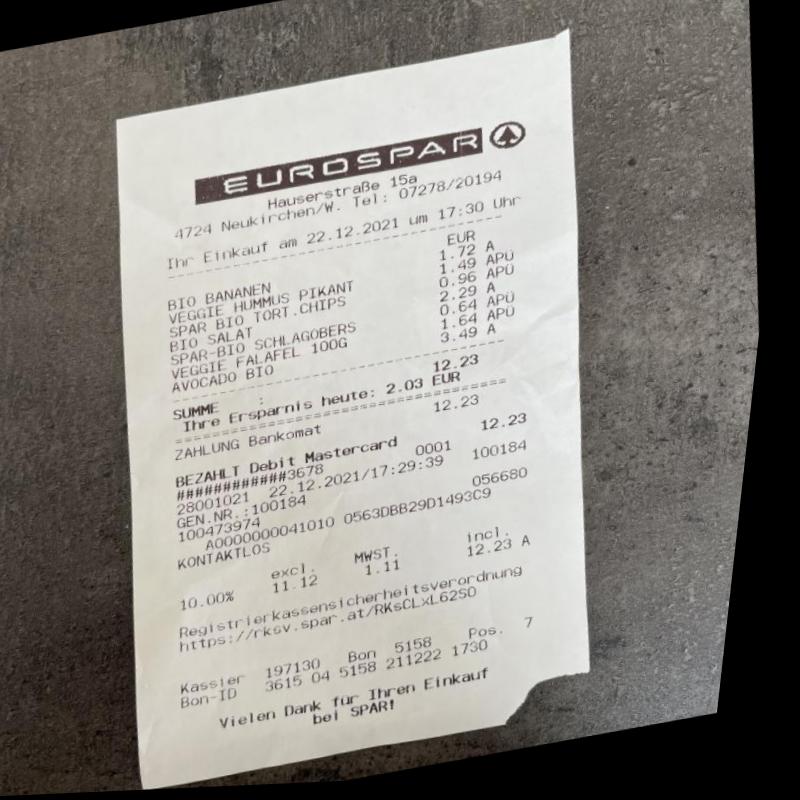 EUROSPAR
Hauserstraße 15a
4724 Neukirchen/W. Tel: 07278/20194
Ihr Einkauf am 22.12.2021 um 17:30 Uhr
EUR
BIO BANANEN 1.72 A
VEGGIE HUMMUS PIKANT 1.49 APÜ
SPAR BIO TORT.CHIPS 0.96 APÜ
BIO SALAT 2.29 A
SPAR-BIO SCHLAGOBERS 0.64 APÜ
VEGGIE FALAFEL 100G 1.64 APÜ
AVOCADO BIO 3.49 A
SUMME : 12.23
Ihre Ersparnis heute: 2.03 EUR
ZAHLUNG Bankomat 12.23
BEZAHLT Debit Mastercard 12.23
############3678 0001
28001021 22.12.2021/17:29:39 100184
GEN.NR.:100184
100473974 056680
A0000000041010 0563DBB29D1493C9
KONTAKTLOS
excl. MWST. incl.
10.00% 11.12 1.11 12.23 A
Registrierkassensicherheitsverordnung
https://rksv.spar.at/RKsCLxL62S0
Kassier 197130 Bon 5158 Pos. 7
Bon-ID 3615 04 5158 211222 1730
Vielen Dank für Ihren Einkauf
bei SPAR!